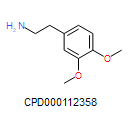 H₂N
O
O
CPD000112358